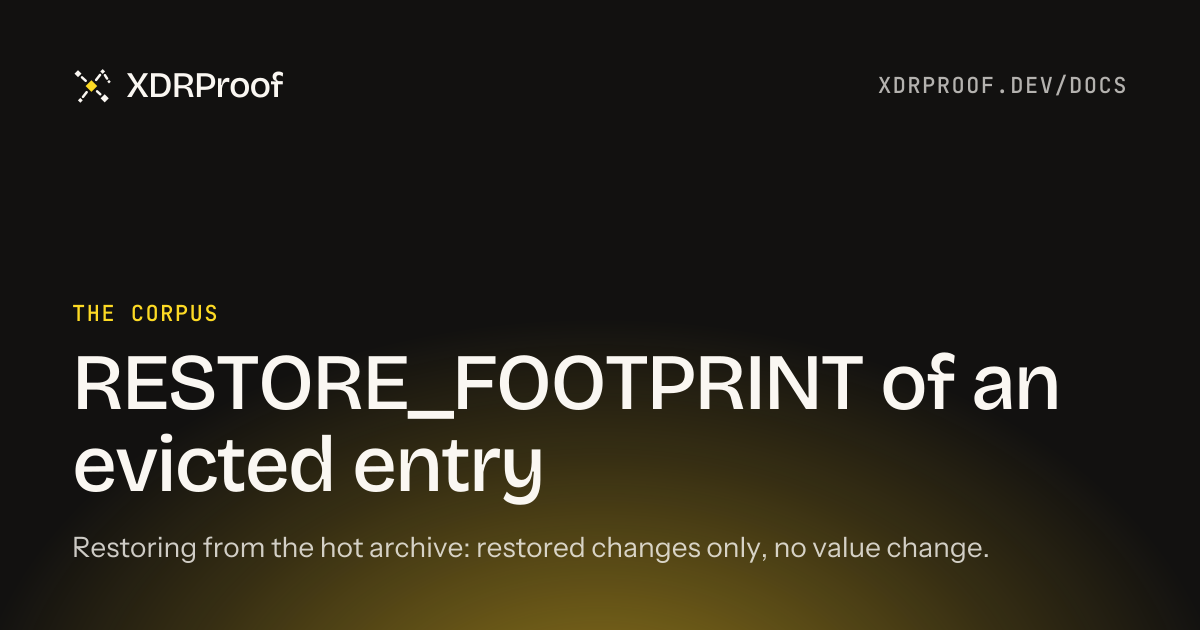 XDRProof
XDRPROOF.DEV/DOCS
THE CORPUS
RESTORE_FOOTPRINT of an
evicted entry
Restoring from the hot archive: restored changes only, no value change.